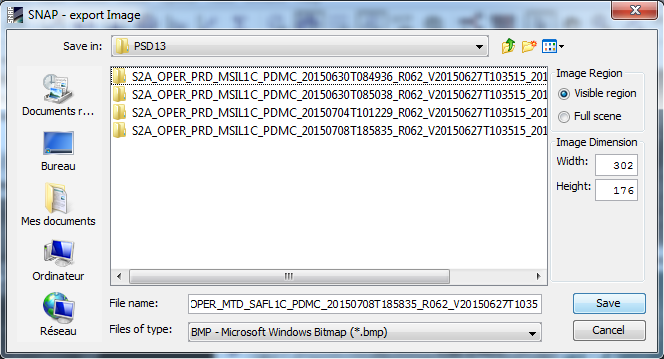 SNAP - export Image
Save in: PSD13
Documents r...
Bureau
Mes documents
Ordinateur
Réseau
S2A_OPER_PRD_MSIL1C_PDMC_20150630T084936_R062_V20150627T103515_201
S2A_OPER_PRD_MSIL1C_PDMC_20150630T085038_R062_V20150627T103515_201
S2A_OPER_PRD_MSIL1C_PDMC_20150704T101229_R062_V20150627T103515_201
S2A_OPER_PRD_MSIL1C_PDMC_20150708T185835_R062_V20150627T103515_201
Image Region
Visible region
Full scene
Image Dimension
Width: 302
Height: 176
File name: OPER_MTD_SAFL1C_PDMC_20150708T185835_R062_V20150627T1035
Files of type: BMP - Microsoft Windows Bitmap (*.bmp)
Save
Cancel